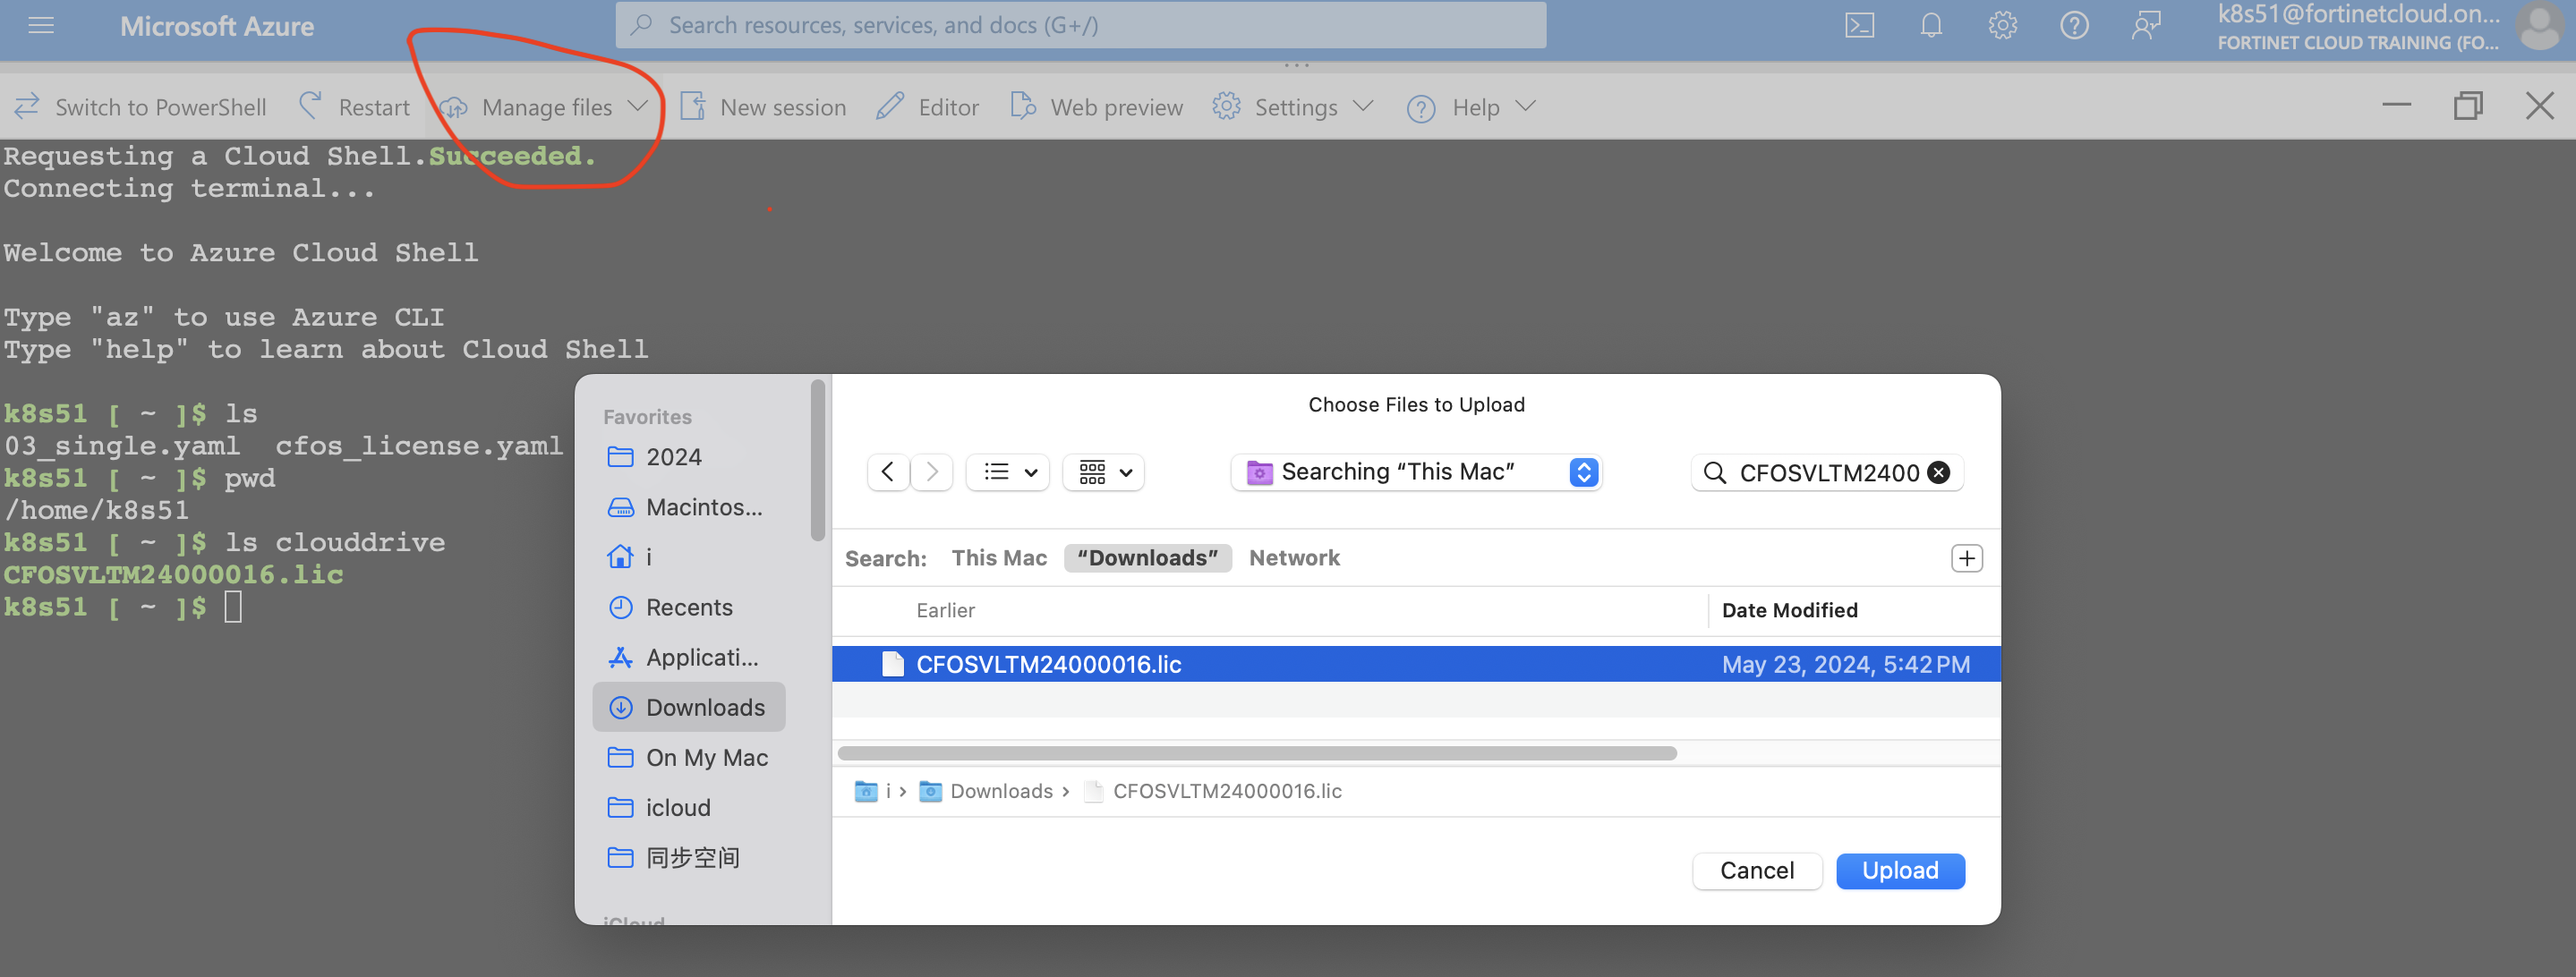 Microsoft Azure
Search resources, services, and docs (G+/)
k8s51@fortinetcloud.on...
FORTINET CLOUD TRAINING (FO...
Switch to PowerShell
Restart
Manage files
New session
Editor
Web preview
Settings
Help
Requesting a Cloud Shell.Succeeded.
Connecting terminal...
Welcome to Azure Cloud Shell
Type "az" to use Azure CLI
Type "help" to learn about Cloud Shell
k8s51 [ ~ ]$ ls
03_single.yaml  cfos_license.yaml
k8s51 [ ~ ]$ pwd
/home/k8s51
k8s51 [ ~ ]$ ls clouddrive
CFOSVLTM24000016.lic
k8s51 [ ~ ]$
Choose Files to Upload
Favorites
2024
Macintos...
i
Recents
Applicati...
Downloads
On My Mac
icloud
同步空间
iCloud
Searching “This Mac”
CFOSVLTM2400
Search: This Mac “Downloads” Network
Earlier
Date Modified
CFOSVLTM24000016.lic
May 23, 2024, 5:42 PM
i › Downloads › CFOSVLTM24000016.lic
Cancel
Upload